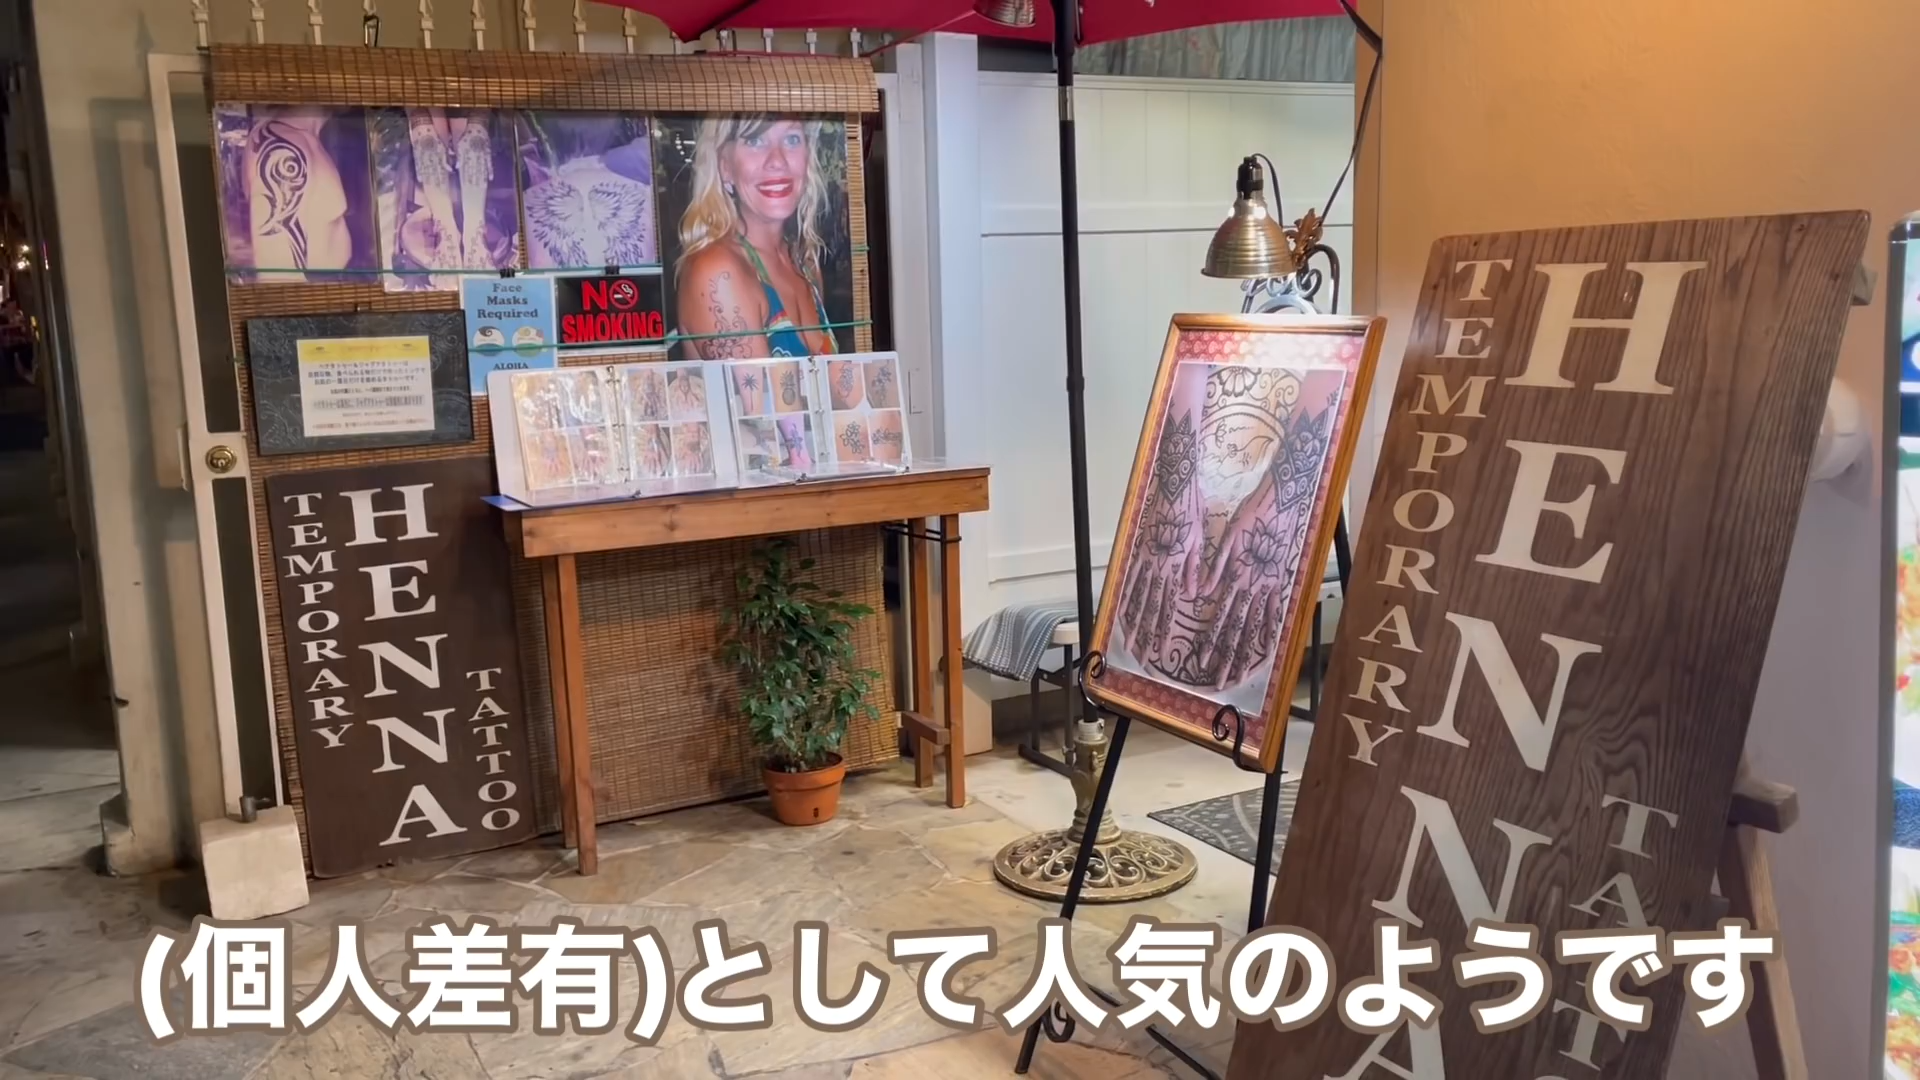 Face
Masks
Required
ALOHA
NO
SMOKING
TEMPORARY
HENNA
TATTOO
TEMPORARY
HENNA
TATTO
(個人差有)として人気のようです